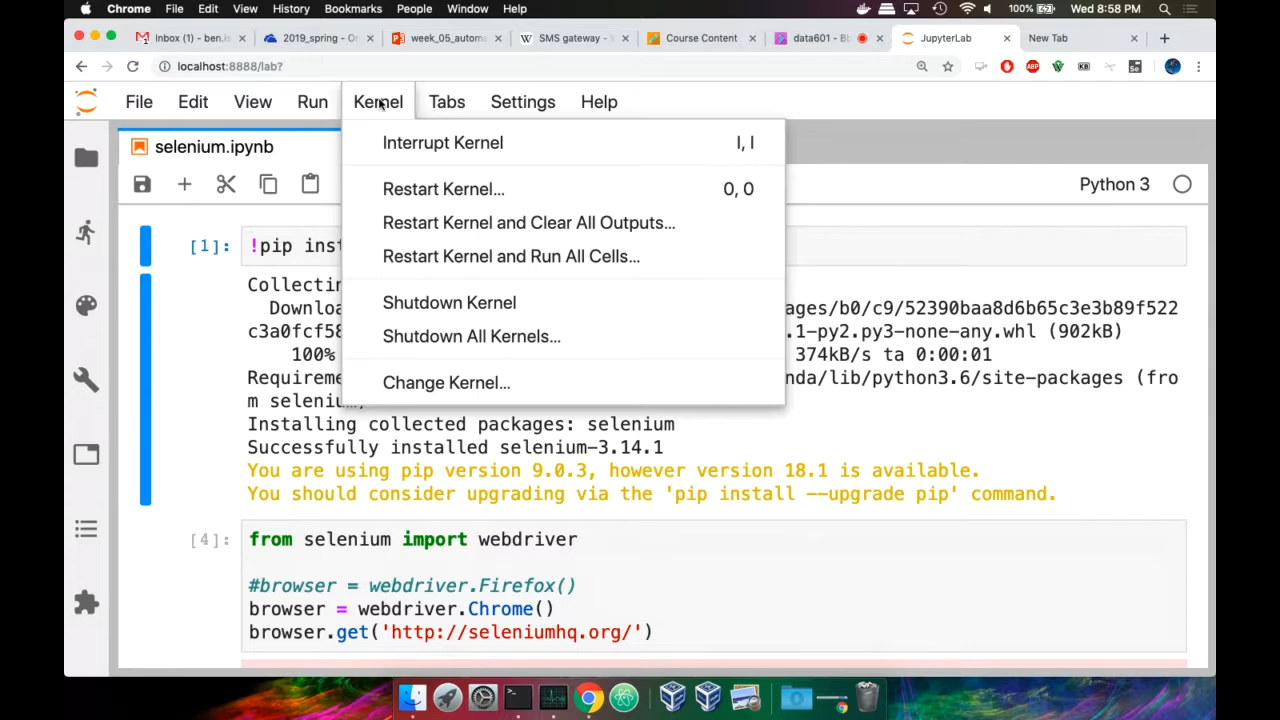 Chrome File Edit View History Bookmarks People Window Help 100% Wed 8:58 PM
Inbox (1) - ben.is 2019_spring - On week_05_autom SMS gateway - Course Content data601 - Bb JupyterLab New Tab
localhost:8888/lab?
File Edit View Run Kernel Tabs Settings Help
selenium.ipynb
Interrupt Kernel I, I
Restart Kernel... 0, 0
Restart Kernel and Clear All Outputs...
Restart Kernel and Run All Cells...
Shutdown Kernel
Shutdown All Kernels...
Change Kernel...
Python 3
[1]: !pip inst
Collectin
Downloa ages/b0/c9/52390baa8d6b65c3e3b89f522
c3a0fcf58 .1-py2.py3-none-any.whl (902kB)
100% 374kB/s ta 0:00:01
Requireme nda/lib/python3.6/site-packages (fro
m selenium)
Installing collected packages: selenium
Successfully installed selenium-3.14.1
You are using pip version 9.0.3, however version 18.1 is available.
You should consider upgrading via the 'pip install --upgrade pip' command.
[4]: from selenium import webdriver
#browser = webdriver.Firefox()
browser = webdriver.Chrome()
browser.get('http://seleniumhq.org/')